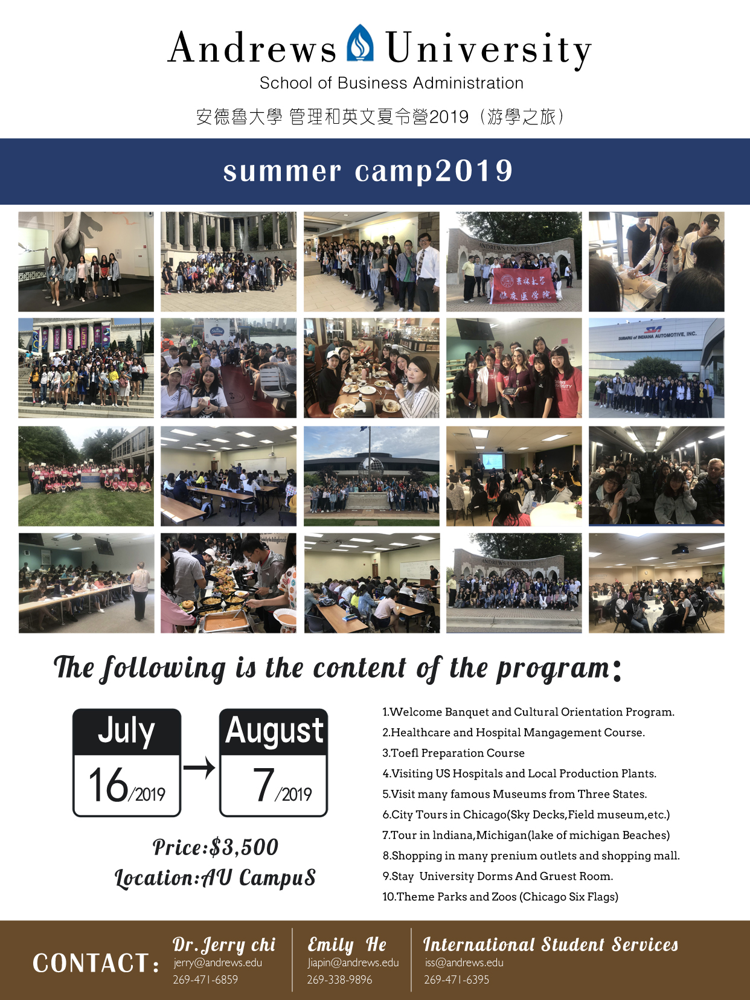 Andrews University
School of Business Administration
安德魯大學 管理和英文夏令營2019（游學之旅）
summer camp2019
ANDREWS UNIVERSITY
吉林大学
临床医学院
UNDER
WATER
BEAUTY
SUBARU of INDIANA AUTOMOTIVE, INC.
ANDREWS UNIVERSITY
The following is the content of the program:
July
16/2019
August
7/2019
Price:$3,500
Location:AU CampuS
1.Welcome Banquet and Cultural Orientation Program.
2.Healthcare and Hospital Mangagement Course.
3.Toefl Preparation Course
4.Visiting US Hospitals and Local Production Plants.
5.Visit many famous Museums from Three States.
6.City Tours in Chicago(Sky Decks,Field museum,etc.)
7.Tour in lndiana,Michigan(lake of michigan Beaches)
8.Shopping in many prenium outlets and shopping mall.
9.Stay  University Dorms And Gruest Room.
10.Theme Parks and Zoos (Chicago Six Flags)
CONTACT:
Dr.Jerry chi
jerry@andrews.edu
269-471-6859
Emily He
Jiapin@andrews.edu
269-338-9896
International Student Services
iss@andrews.edu
269-471-6395